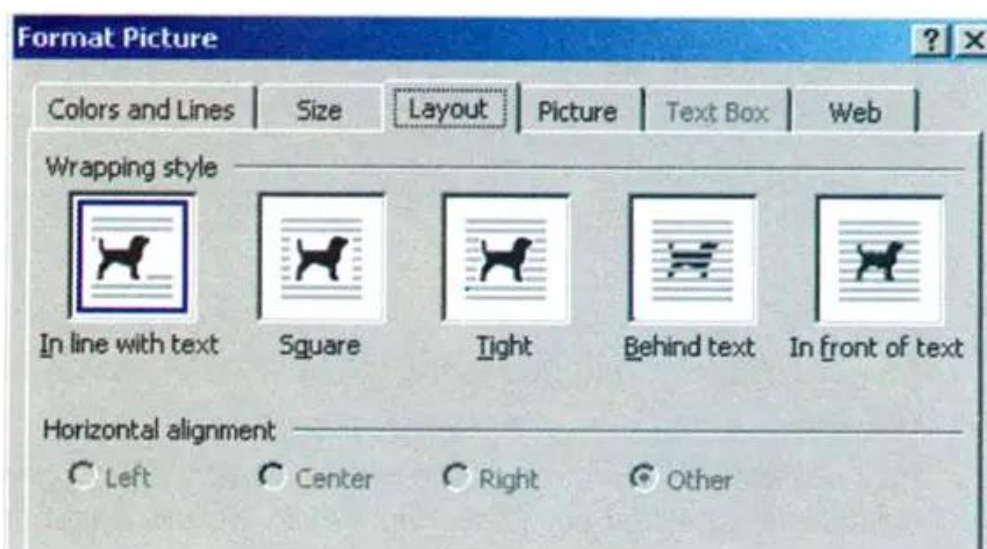 Format Picture
Colors and Lines Size Layout Picture Text Box Web
Wrapping style
In line with text Square Tight Behind text In front of text
Horizontal alignment
Left Center Right Other